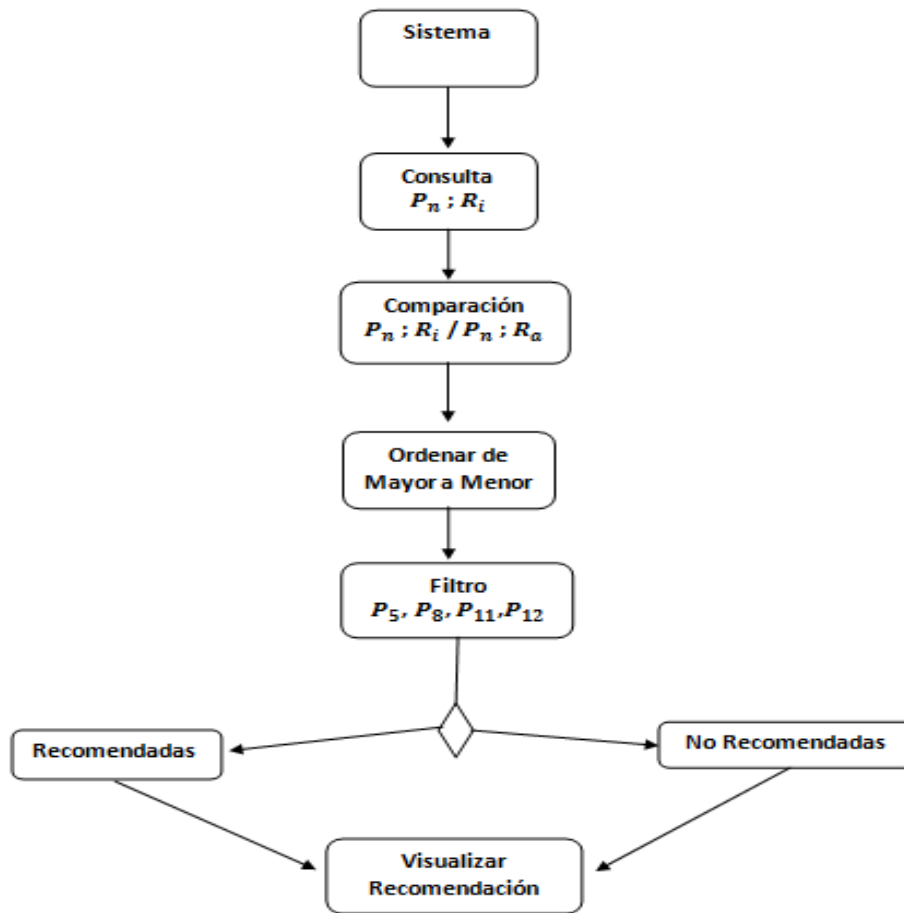 Sistema
Consulta
Pₙ ; Rᵢ
Comparación
Pₙ ; Rᵢ / Pₙ ; Rₐ
Ordenar de
Mayor a Menor
Filtro
P₅, P₈, P₁₁,P₁₂
Recomendadas
No Recomendadas
Visualizar
Recomendación